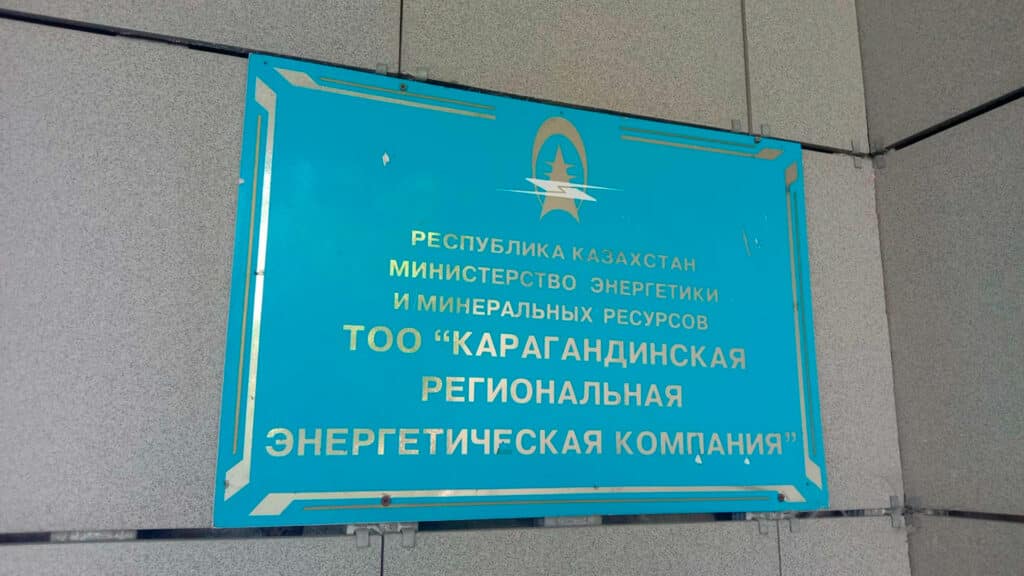 РЕСПУБЛИКА КАЗАХСТАН
МИНИСТЕРСТВО ЭНЕРГЕТИКИ
И МИНЕРАЛЬНЫХ РЕСУРСОВ
ТОО “КАРАГАНДИНСКАЯ
РЕГИОНАЛЬНАЯ
ЭНЕРГЕТИЧЕСКАЯ КОМПАНИЯ”